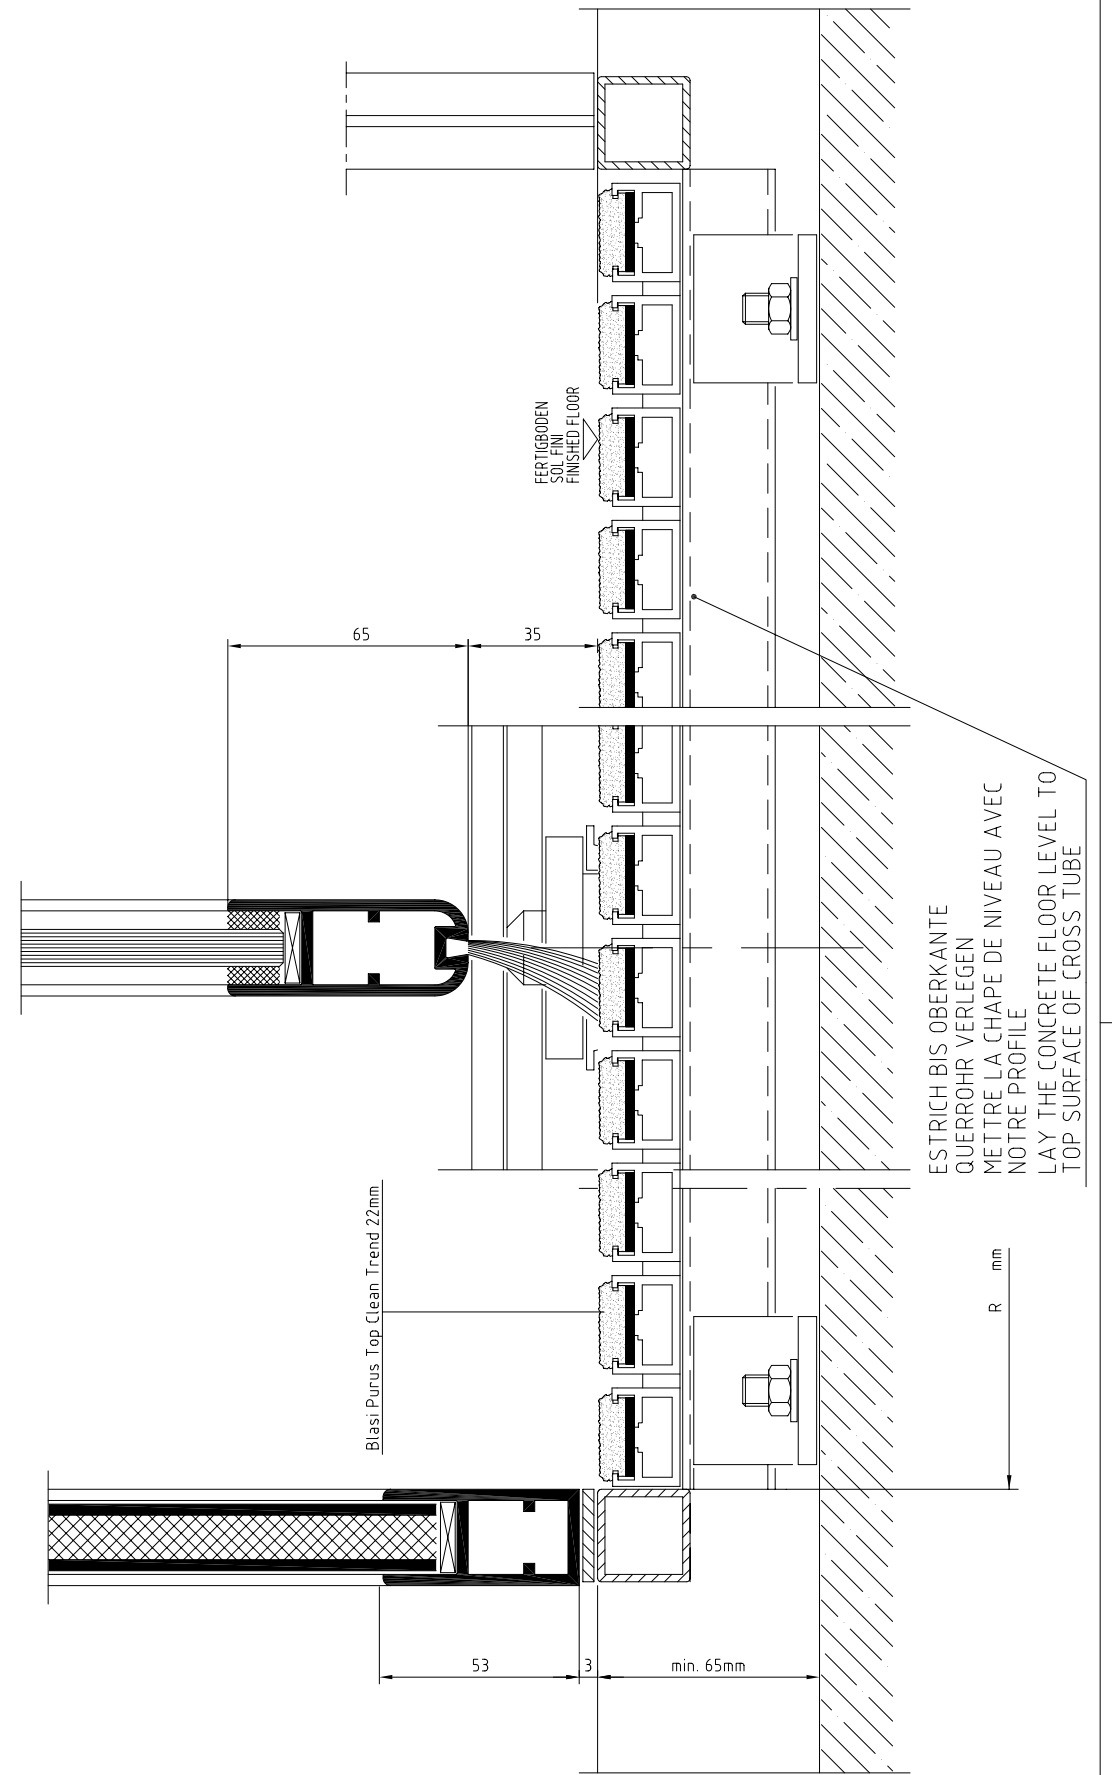 FERTIGBODEN
SOL FINI
FINISHED FLOOR
65
35
Blasi Purus Top Clean Trend 22mm
53
3
min. 65mm
R mm
ESTRICH BIS OBERKANTE
QUERROHR VERLEGEN
METTRE LA CHAPE DE NIVEAU AVEC
NOTRE PROFILE
LAY THE CONCRETE FLOOR LEVEL TO
TOP SURFACE OF CROSS TUBE